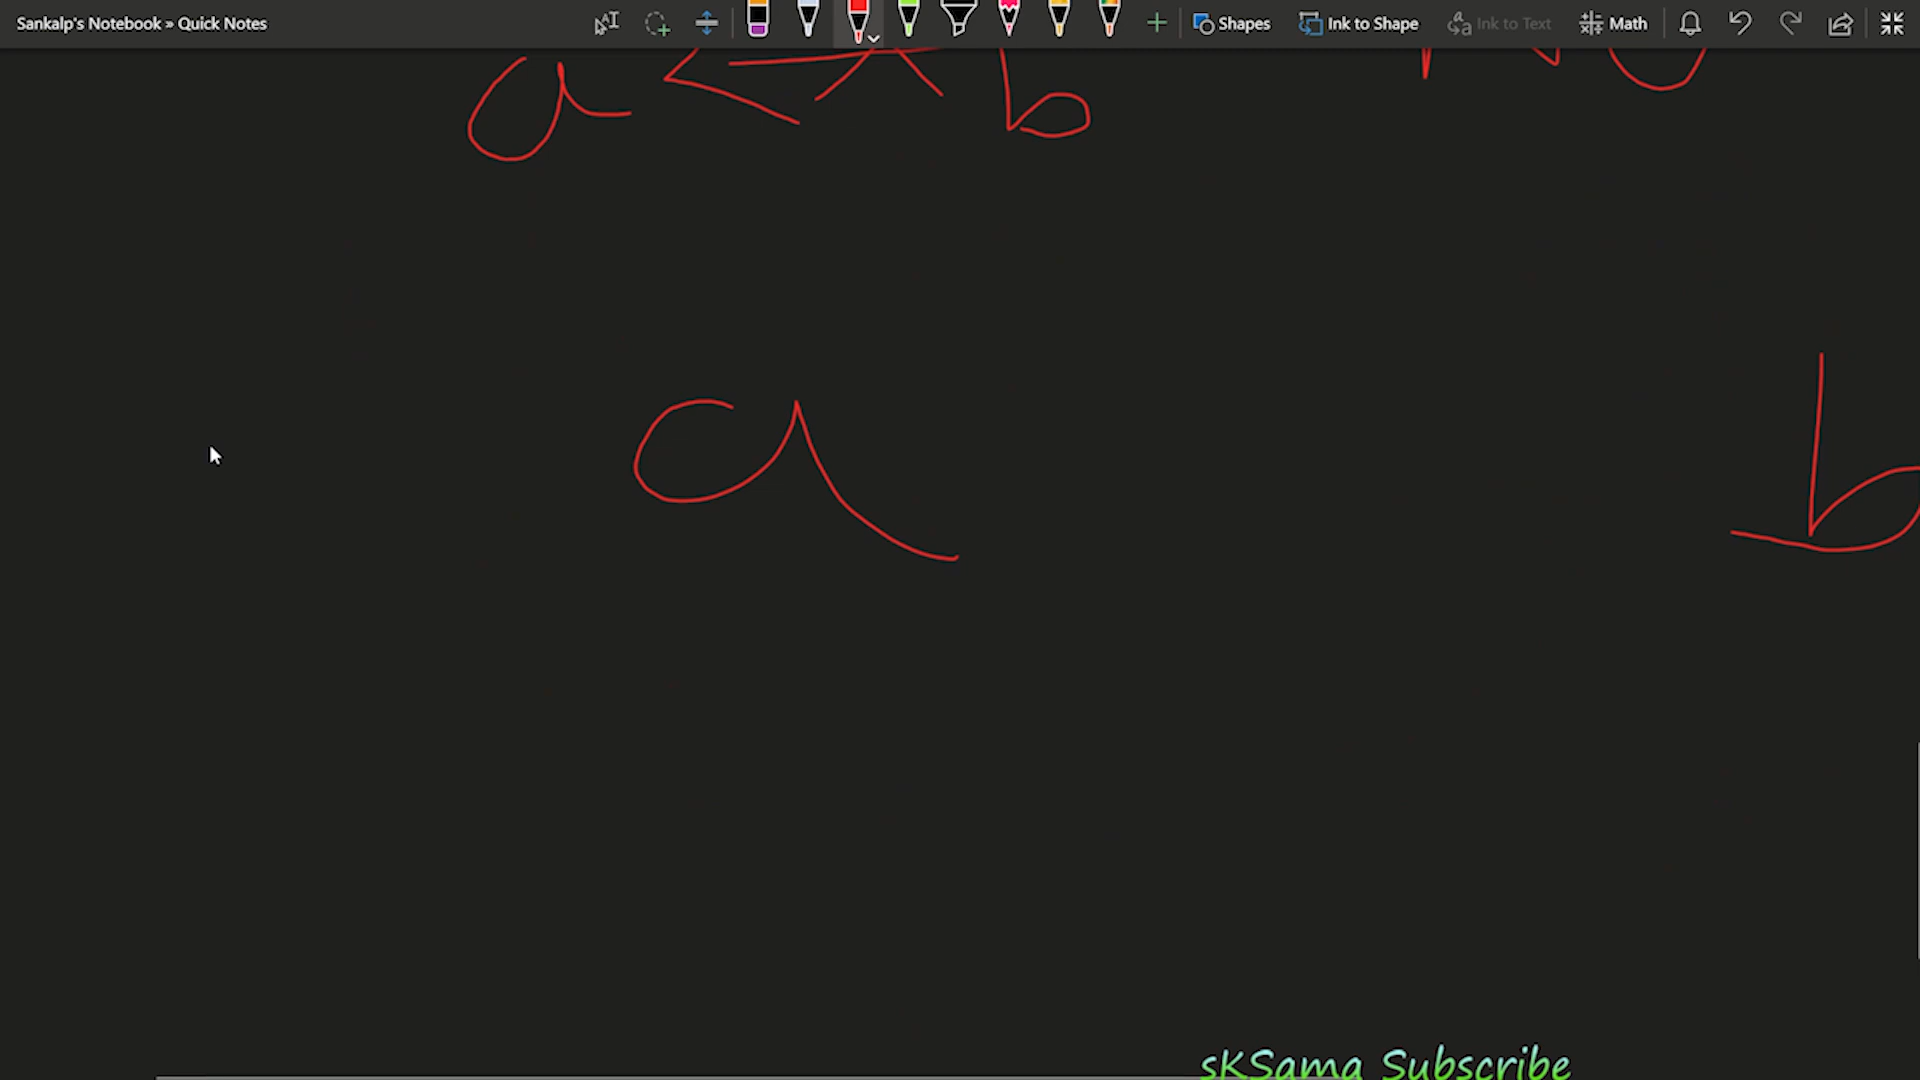 Sankalp's Notebook » Quick Notes Shapes Ink to Shape Ink to Text Math
a b
a b
sKSama Subscribe